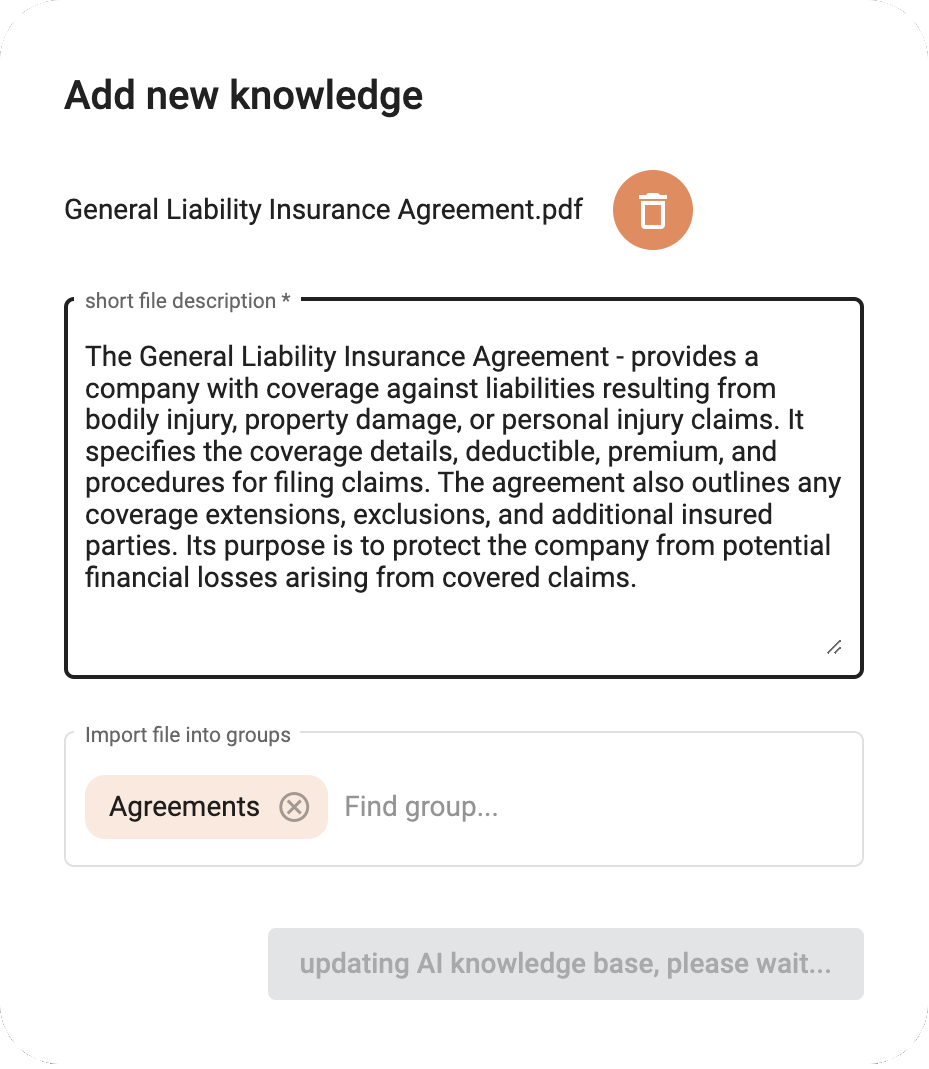 Add new knowledge
General Liability Insurance Agreement.pdf
short file description *
The General Liability Insurance Agreement - provides a
company with coverage against liabilities resulting from
bodily injury, property damage, or personal injury claims. It
specifies the coverage details, deductible, premium, and
procedures for filing claims. The agreement also outlines any
coverage extensions, exclusions, and additional insured
parties. Its purpose is to protect the company from potential
financial losses arising from covered claims.
Import file into groups
Agreements Find group...
updating AI knowledge base, please wait...